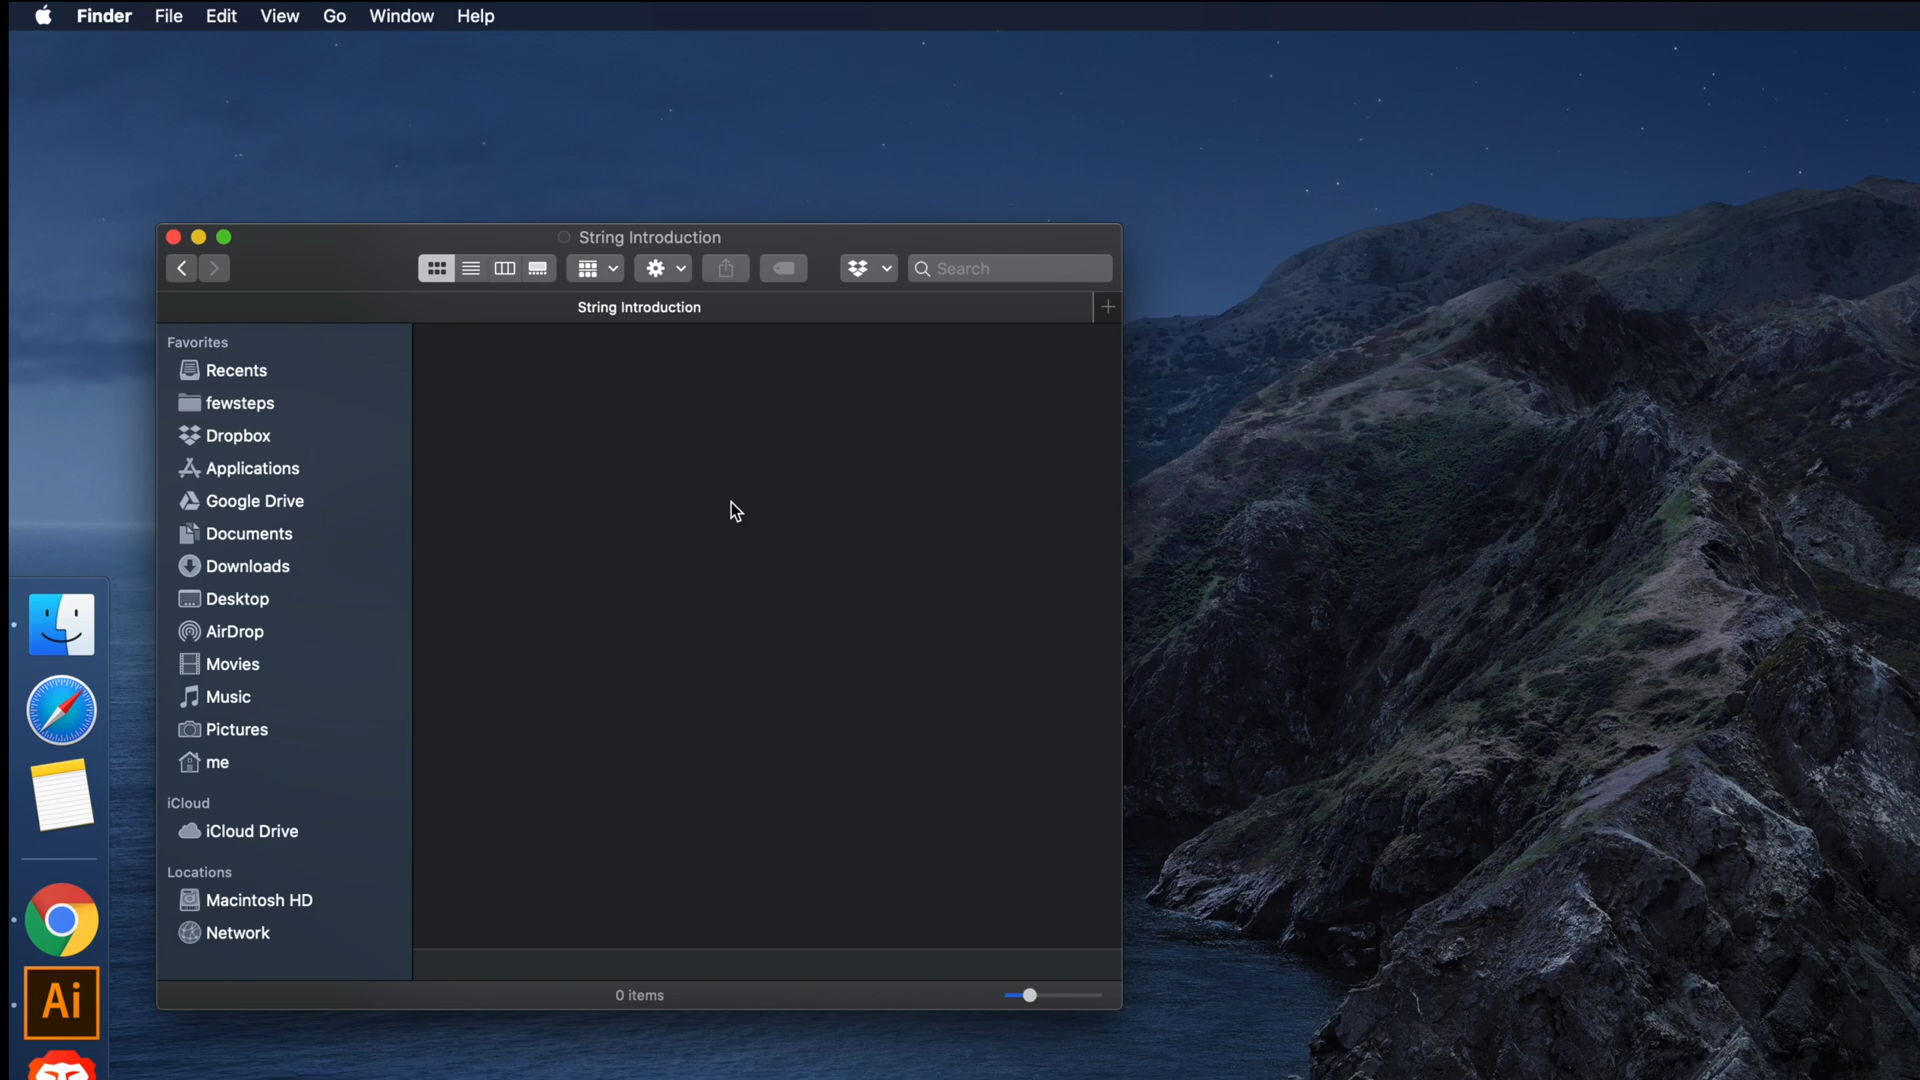 Finder File Edit View Go Window Help
String Introduction
Search
String Introduction
Favorites
Recents
fewsteps
Dropbox
Applications
Google Drive
Documents
Downloads
Desktop
AirDrop
Movies
Music
Pictures
me
iCloud
iCloud Drive
Locations
Macintosh HD
Network
0 items
Ai